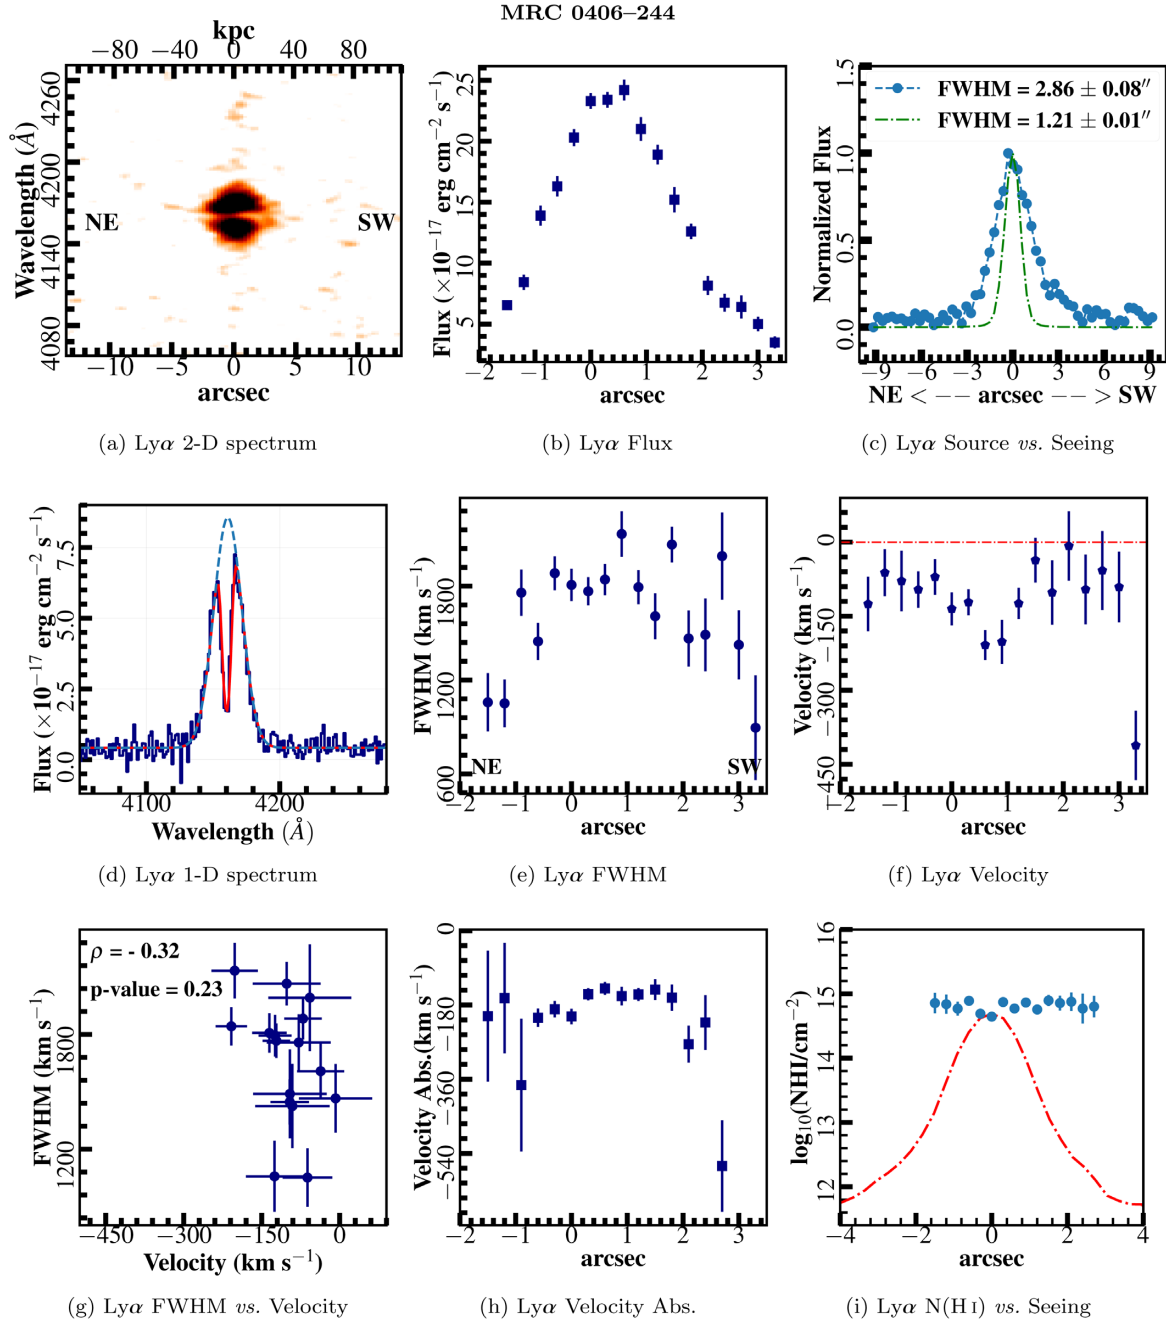 MRC 0406–244
kpc
−80 −40 0 40 80
Wavelength (Å)
4260
4200
4140
4080
NE
SW
−10 −5 0 5 10
arcsec
(a) Lyα 2-D spectrum
Flux (×10⁻¹⁷ erg cm⁻² s⁻¹)
25
20
15
10
5
−2 −1 0 1 2 3
arcsec
(b) Lyα Flux
Normalized Flux
1.5
1.0
0.5
0.0
FWHM = 2.86 ± 0.08″
FWHM = 1.21 ± 0.01″
−9 −6 −3 0 3 6 9
NE < −− arcsec −− > SW
(c) Lyα Source vs. Seeing
Flux (×10⁻¹⁷ erg cm⁻² s⁻¹)
7.5
5.0
2.5
0.0
4100 4200
Wavelength (Å)
(d) Lyα 1-D spectrum
FWHM (km s⁻¹)
1800
1200
600
NE
SW
−2 −1 0 1 2 3
arcsec
(e) Lyα FWHM
Velocity (km s⁻¹)
0
−150
−300
−450
−2 −1 0 1 2 3
arcsec
(f) Lyα Velocity
ρ = - 0.32
p-value = 0.23
FWHM (km s⁻¹)
1800
1200
−450 −300 −150 0
Velocity (km s⁻¹)
(g) Lyα FWHM vs. Velocity
Velocity Abs.(km s⁻¹)
0
−180
−360
−540
−2 −1 0 1 2 3
arcsec
(h) Lyα Velocity Abs.
log₁₀(NHI/cm⁻²)
16
15
14
13
12
−4 −2 0 2 4
arcsec
(i) Lyα N(H I) vs. Seeing